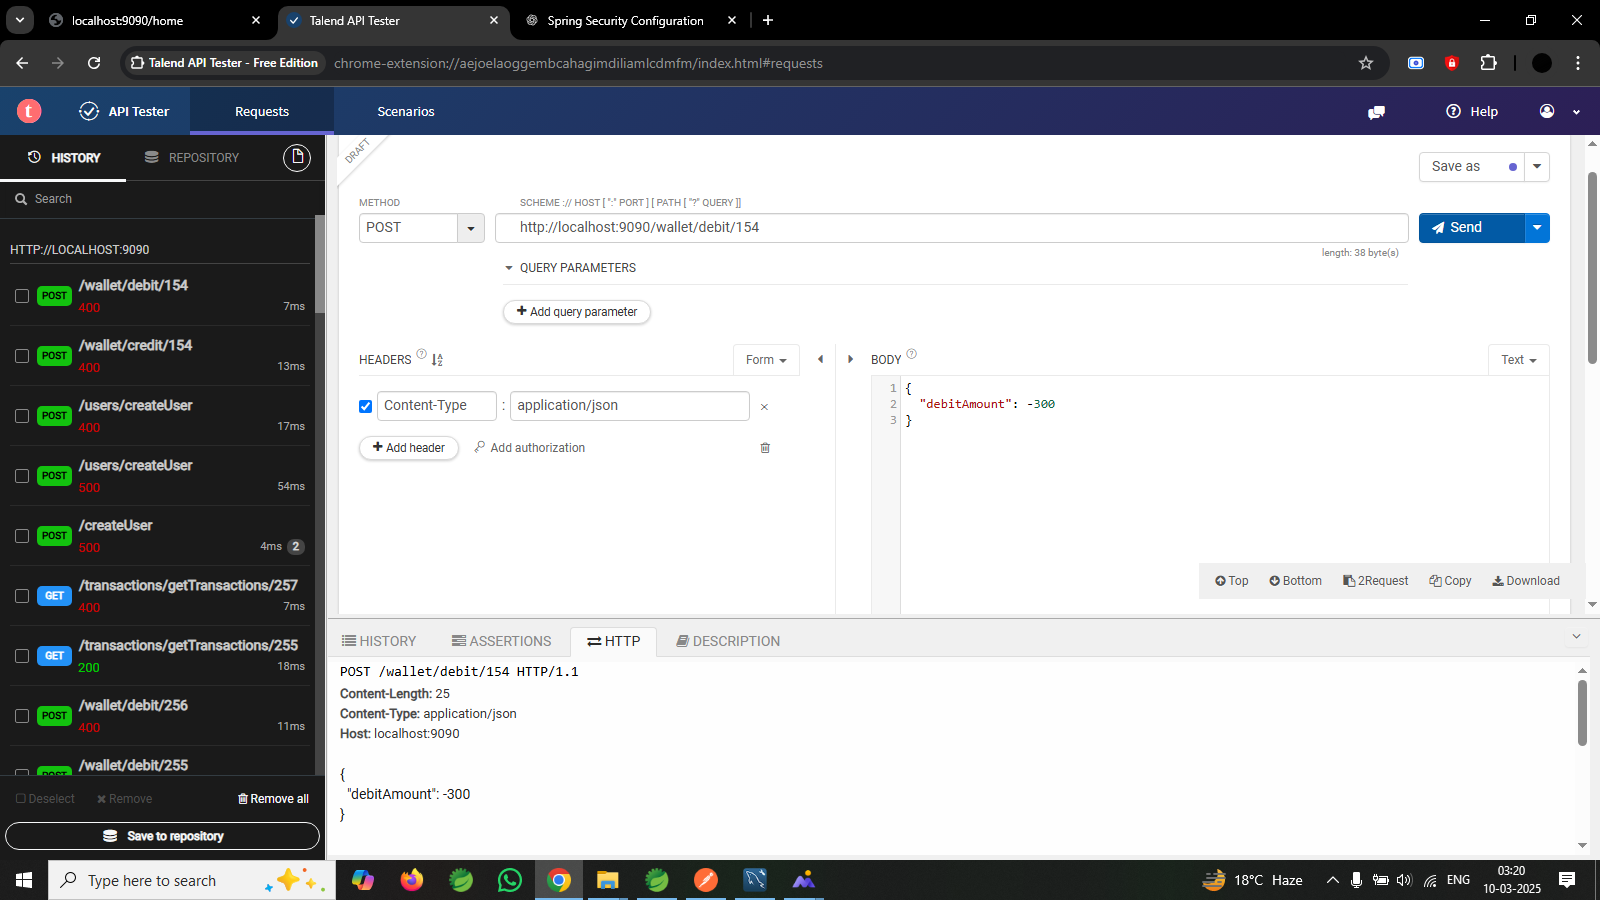 localhost:9090/home
Talend API Tester
Spring Security Configuration
Talend API Tester - Free Edition
chrome-extension://aejoelaoggembcahagimdiliamlcdmfm/index.html#requests
t
API Tester
Requests
Scenarios
Help
HISTORY
REPOSITORY
Search
HTTP://LOCALHOST:9090
POST
/wallet/debit/154
400
7ms
POST
/wallet/credit/154
400
13ms
POST
/users/createUser
400
17ms
POST
/users/createUser
500
54ms
POST
/createUser
500
4ms 2
GET
/transactions/getTransactions/257
400
7ms
GET
/transactions/getTransactions/255
200
18ms
POST
/wallet/debit/256
400
11ms
POST
/wallet/debit/255
Deselect
Remove
Remove all
Save to repository
DRAFT
Save as
METHOD
SCHEME :// HOST [ ":" PORT ] [ PATH [ "?" QUERY ]]
POST
http://localhost:9090/wallet/debit/154
Send
length: 38 byte(s)
QUERY PARAMETERS
+ Add query parameter
HEADERS ?
Form
Content-Type : application/json ×
+ Add header
Add authorization
BODY ?
Text
1 {
2 "debitAmount": -300
3 }
Top
Bottom
2Request
Copy
Download
HISTORY
ASSERTIONS
HTTP
DESCRIPTION
POST /wallet/debit/154 HTTP/1.1
Content-Length: 25
Content-Type: application/json
Host: localhost:9090
{
"debitAmount": -300
}
Type here to search
18°C Haze
ENG
03:20
10-03-2025